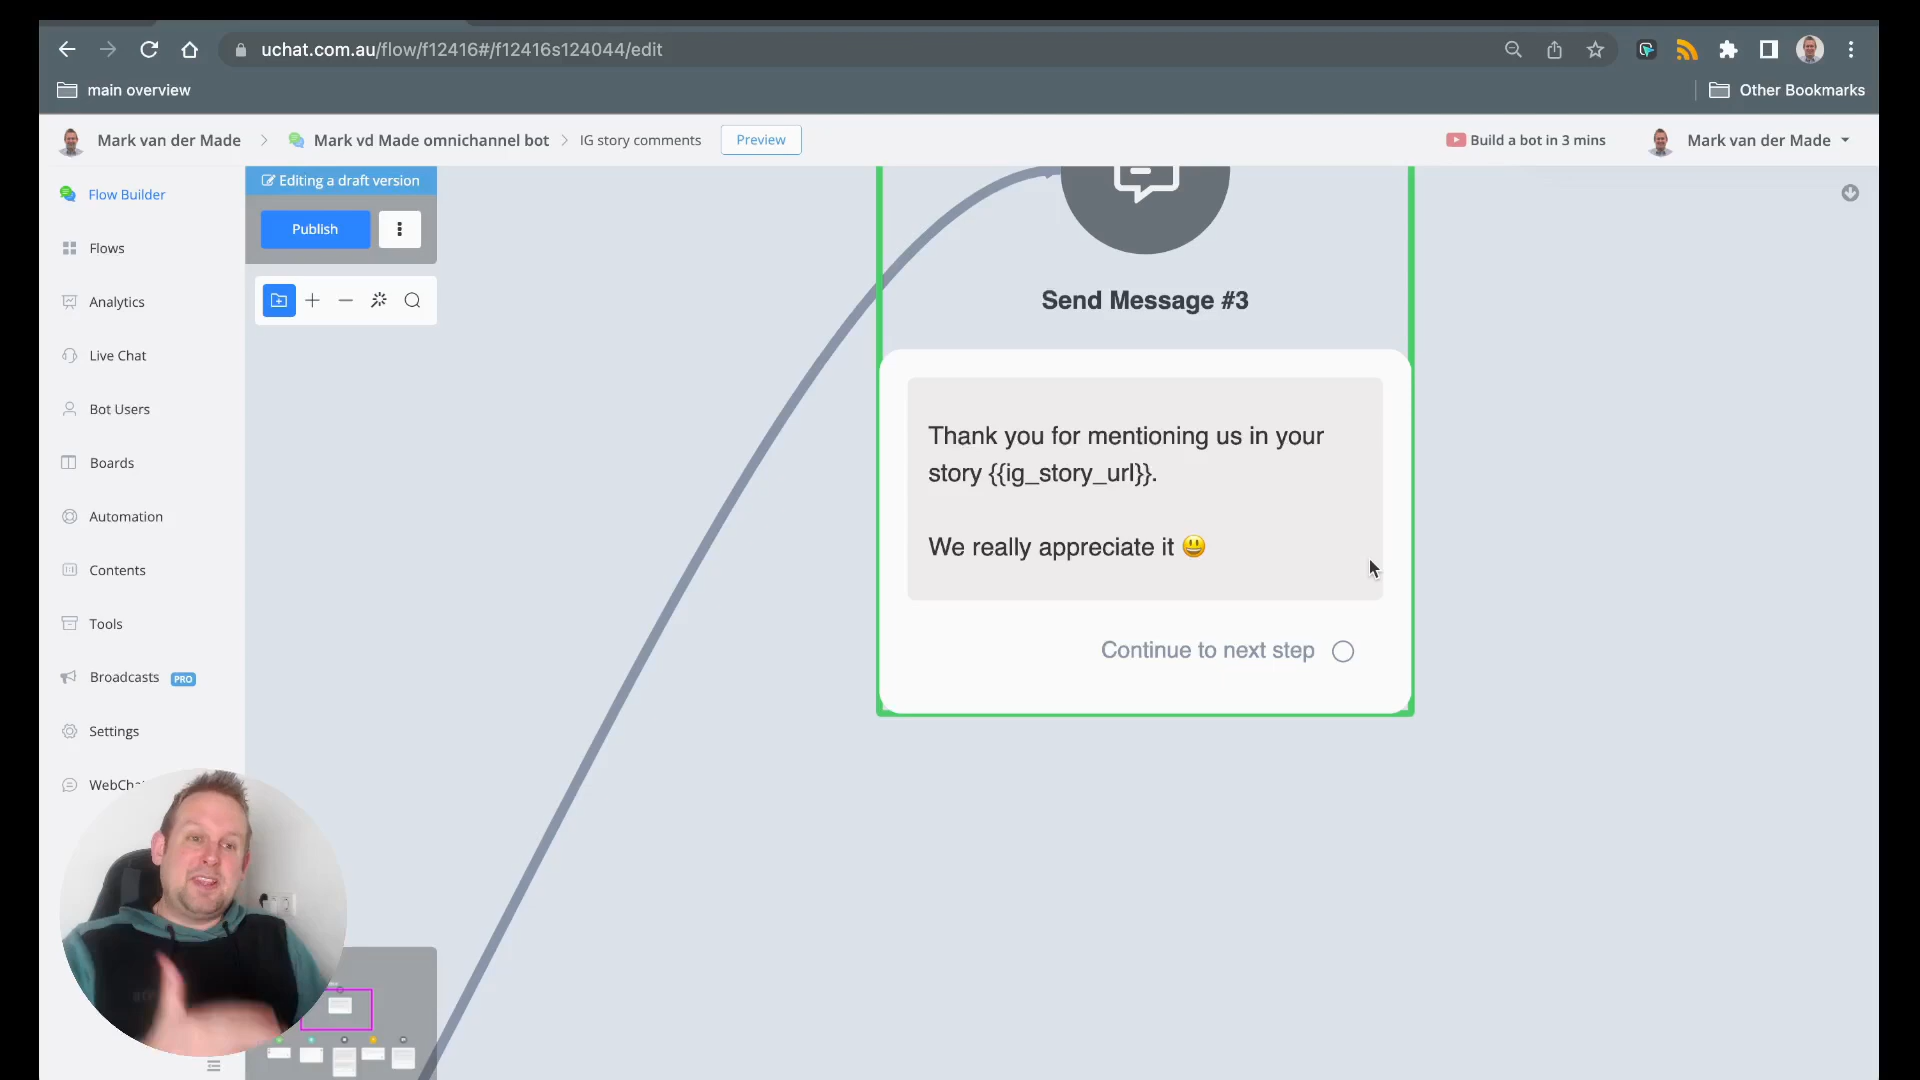 uchat.com.au/flow/f12416#/f12416s124044/edit
main overview
Other Bookmarks
Mark van der Made
Mark vd Made omnichannel bot
IG story comments
Preview
Build a bot in 3 mins
Mark van der Made
Flow Builder
Flows
Analytics
Live Chat
Bot Users
Boards
Automation
Contents
Tools
Broadcasts PRO
Settings
Editing a draft version
Publish
Send Message #3
Thank you for mentioning us in your
story {{ig_story_url}}.
We really appreciate it 😃
Continue to next step